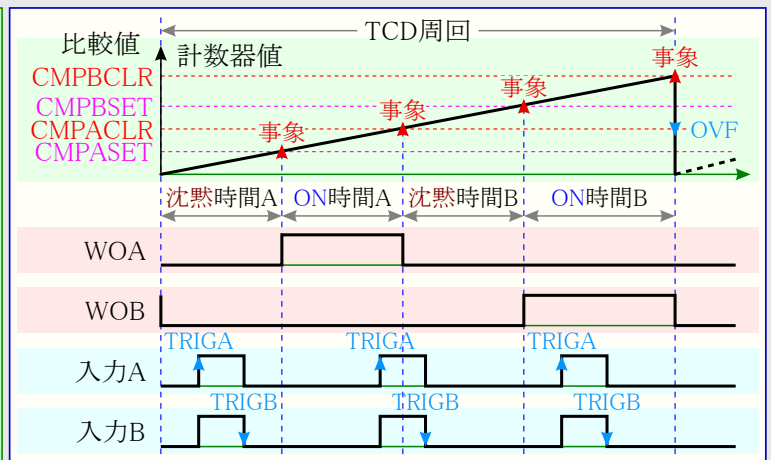 TCD周回
比較値
計数器値
事象
CMPBCLR
事象
CMPBSET
事象
CMPACLR
事象
OVF
CMPASET
沈黙時間A ON時間A 沈黙時間B ON時間B
WOA
WOB
TRIGA TRIGA TRIGA
入力A
TRIGB TRIGB TRIGB
入力B